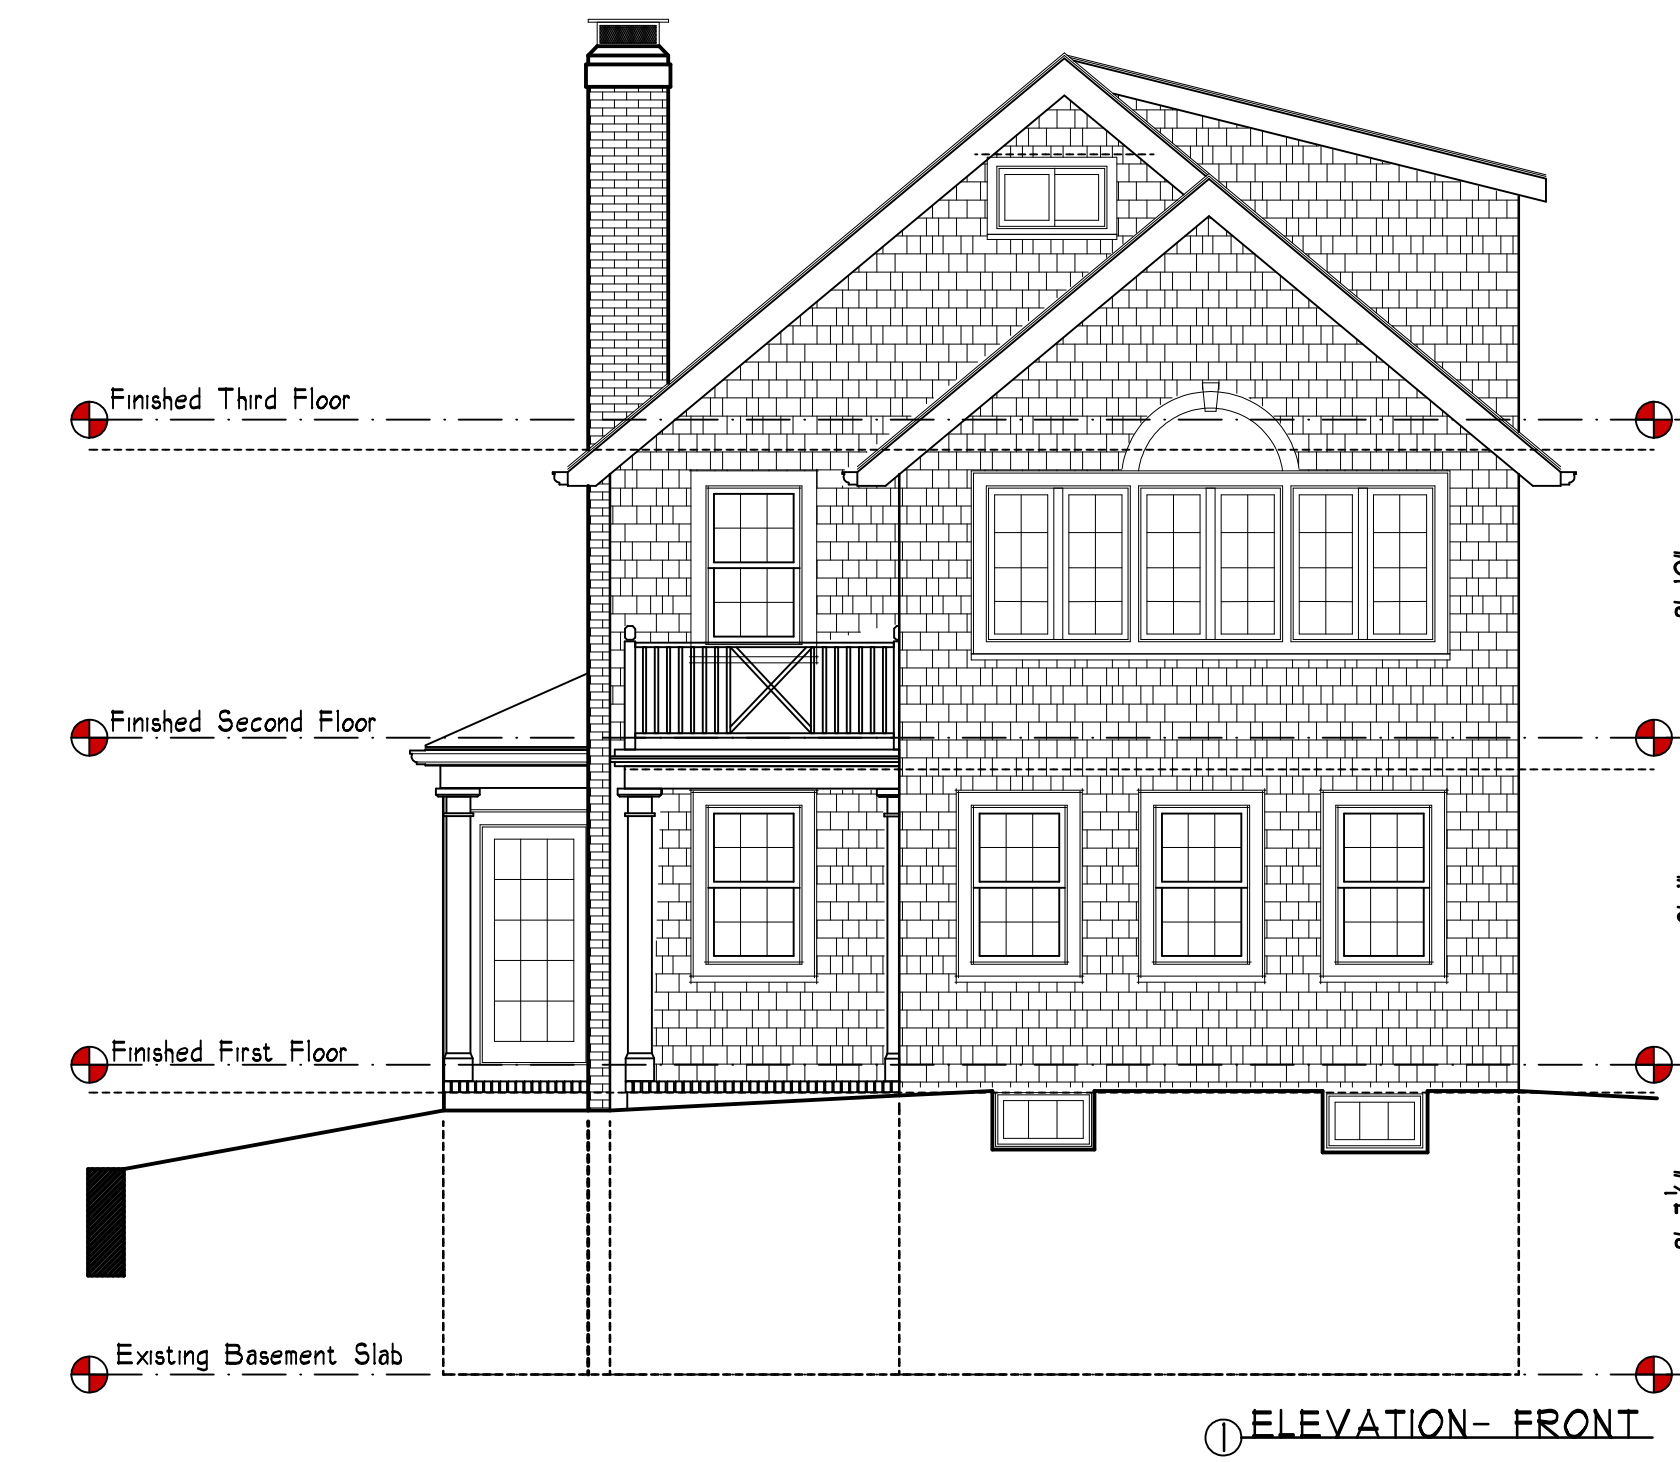 Finished Third Floor
Finished Second Floor
Finished First Floor
Existing Basement Slab
1 ELEVATION- FRONT